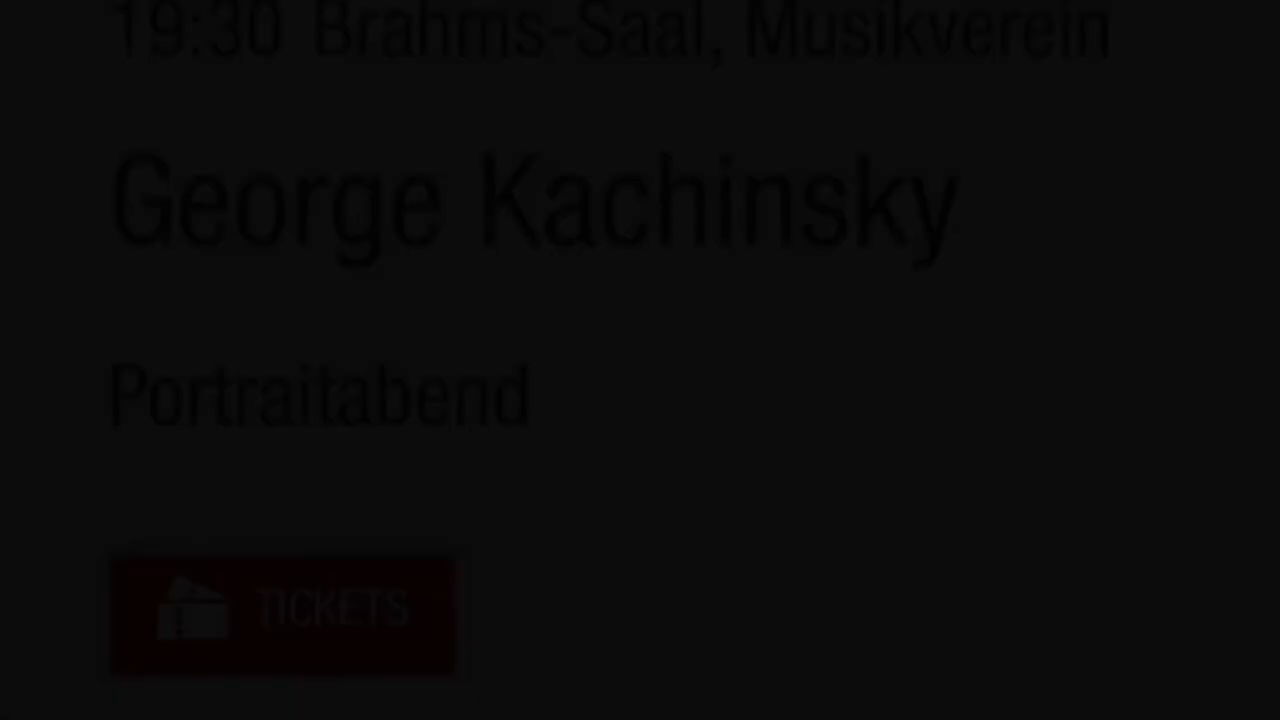 19:30 Brahms-Saal, Musikverein
George Kachinsky
Portraitabend
TICKETS